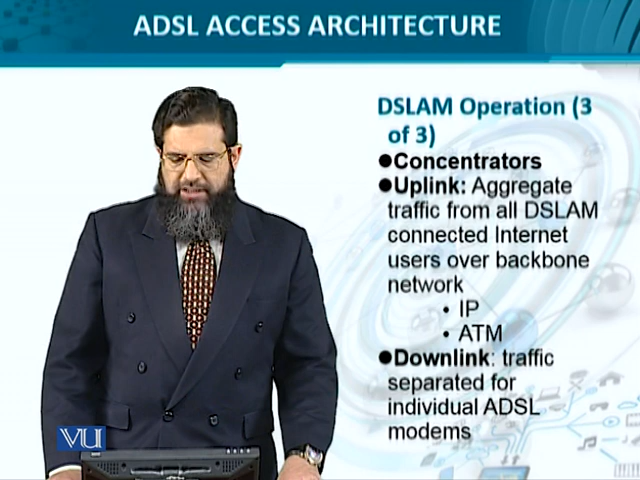 ADSL ACCESS ARCHITECTURE
DSLAM Operation (3
of 3)
●Concentrators
●Uplink: Aggregate
traffic from all DSLAM
connected Internet
users over backbone
network
• IP
• ATM
●Downlink: traffic
separated for
individual ADSL
modems
VU